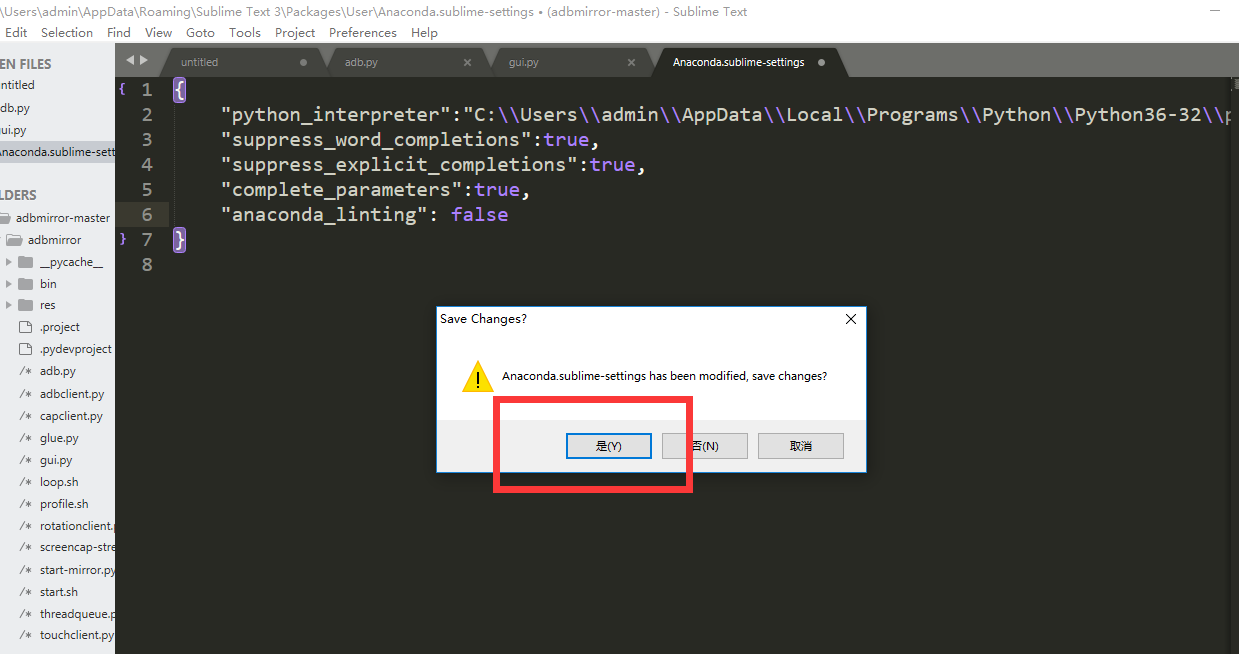 \Users\admin\AppData\Roaming\Sublime Text 3\Packages\User\Anaconda.sublime-settings • (adbmirror-master) - Sublime Text
Edit Selection Find View Goto Tools Project Preferences Help
EN FILES
ntitled
db.py
ui.py
Anaconda.sublime-sett
LDERS
adbmirror-master
adbmirror
__pycache__
bin
res
.project
.pydevproject
/* adb.py
/* adbclient.py
/* capclient.py
/* glue.py
/* gui.py
/* loop.sh
/* profile.sh
/* rotationclient.p
/* screencap-stre
/* start-mirror.py
/* start.sh
/* threadqueue.p
/* touchclient.py
untitled
adb.py
gui.py
Anaconda.sublime-settings
1 {
2 "python_interpreter":"C:\\Users\\admin\\AppData\\Local\\Programs\\Python\\Python36-32\\p
3 "suppress_word_completions":true,
4 "suppress_explicit_completions":true,
5 "complete_parameters":true,
6 "anaconda_linting": false
7 }
8
Save Changes?
Anaconda.sublime-settings has been modified, save changes?
是(Y)
否(N)
取消